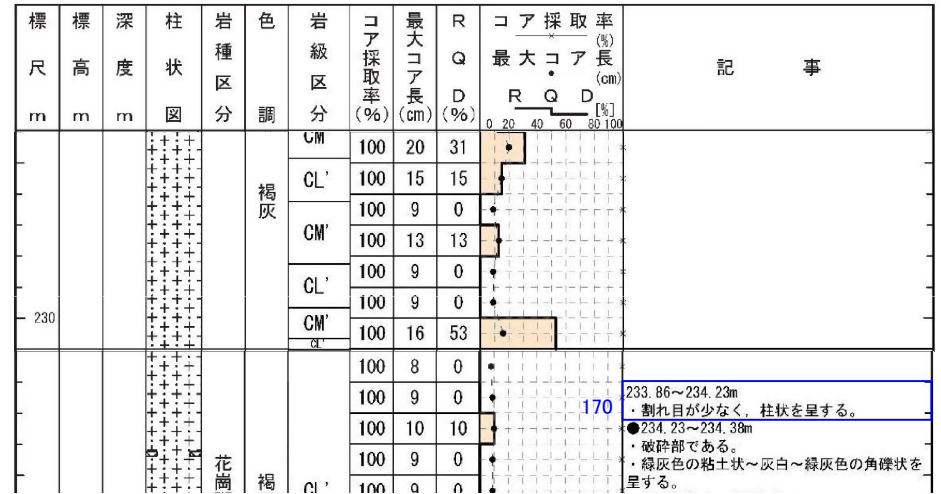 標尺m 標高m 深度m 柱状図 岩種区分 色調 岩級区分 コア採取率(%) 最大コア長(cm) RQD(%) コア採取率(%) 最大コア長(cm) RQD[%] 記事
0 20 40 60 80 100
CM 100 20 31
CL' 100 15 15
褐灰
100 9 0
CM' 100 13 13
100 9 0
CL'
100 9 0
230
CM' 100 16 53
CL'
100 8 0
100 9 0
170
233.86~234.23m
・割れ目が少なく, 柱状を呈する。
100 10 10
●234.23~234.38m
・破砕部である。
100 9 0
・緑灰色の粘土状~灰白~緑灰色の角礫状を
呈する。
花崗
褐
CL'
100 9 0